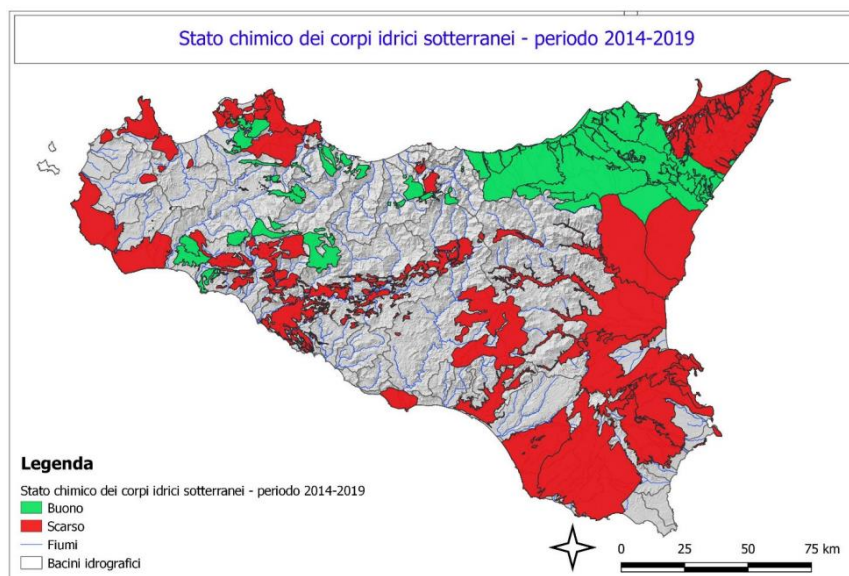 Stato chimico dei corpi idrici sotterranei - periodo 2014-2019
Legenda
Stato chimico dei corpi idrici sotterranei - periodo 2014-2019
Buono
Scarso
Fiumi
Bacini idrografici
0 25 50 75 km